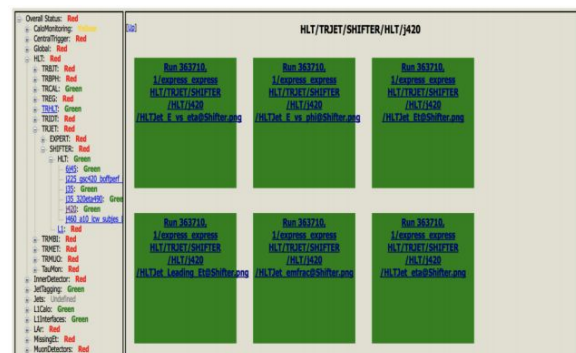 Overall Status: Red
CaloMonitoring: Yellow
CentralTrigger: Red
Global: Red
HLT: Red
TRBJT: Red
TRBPH: Red
TRCAL: Green
TREG: Red
TRHLT: Green
TRIDT: Red
TRJET: Red
EXPERT: Red
SHIFTER: Red
HLT: Green
6j45: Green
j225_gsc420_boffperf_
j35: Green
j35_320eta490: Gree
j420: Green
j460_a10_lcw_subjes_
L1: Red
TRMBI: Red
TRMET: Red
TRMUO: Red
TauMon: Red
InnerDetector: Red
JetTagging: Green
Jets: Undefined
L1Calo: Green
L1Interfaces: Green
LAr: Red
MissingEt: Red
MuonDetectors: Red
[Up]
HLT/TRJET/SHIFTER/HLT/j420
Run 363710,
1/express_express
HLT/TRJET/SHIFTER
/HLT/j420
/HLTJet_E_vs_eta@Shifter.png
Run 363710,
1/express_express
HLT/TRJET/SHIFTER
/HLT/j420
/HLTJet_E_vs_phi@Shifter.png
Run 363710,
1/express_express
HLT/TRJET/SHIFTER
/HLT/j420
/HLTJet_Et@Shifter.png
Run 363710,
1/express_express
HLT/TRJET/SHIFTER
/HLT/j420
/HLTJet_Leading_Et@Shifter.png
Run 363710,
1/express_express
HLT/TRJET/SHIFTER
/HLT/j420
/HLTJet_emfrac@Shifter.png
Run 363710,
1/express_express
HLT/TRJET/SHIFTER
/HLT/j420
/HLTJet_eta@Shifter.png